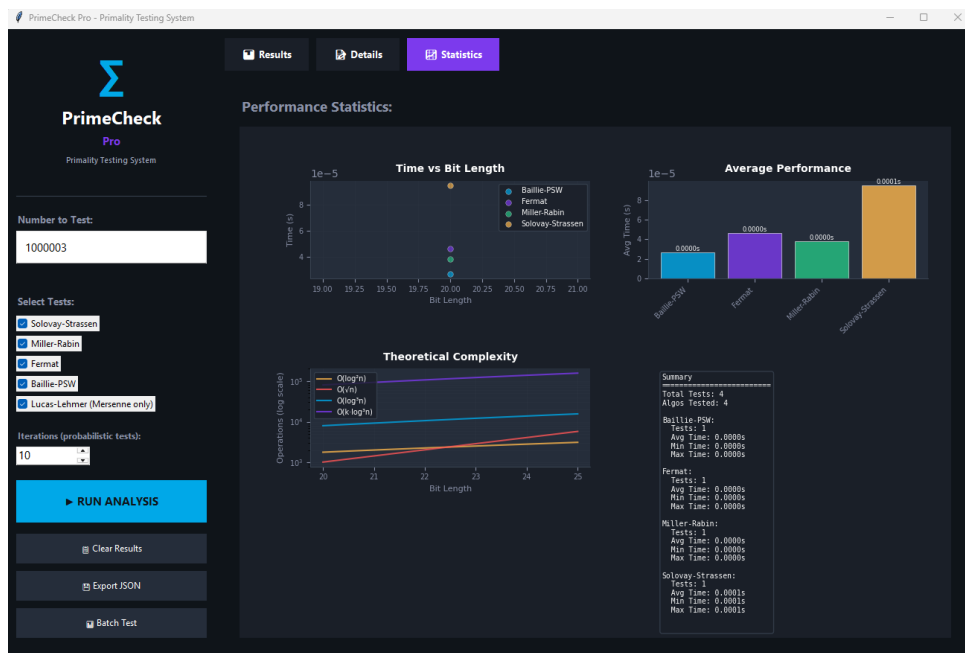 PrimeCheck Pro - Primality Testing System
Σ
PrimeCheck
Pro
Primality Testing System
Number to Test:
1000003
Select Tests:
Solovay-Strassen
Miller-Rabin
Fermat
Baillie-PSW
Lucas-Lehmer (Mersenne only)
Iterations (probabilistic tests):
10
► RUN ANALYSIS
Clear Results
Export JSON
Batch Test
Results
Details
Statistics
Performance Statistics:
Time vs Bit Length
1e−5
Time (s)
8
4
19.00 19.25 19.50 19.75 20.00 20.25 20.50 20.75 21.00
Bit Length
Baillie-PSW
Fermat
Miller-Rabin
Solovay-Strassen
Average Performance
1e−5
Avg Time (s)
8
6
4
2
0
0.0000s
0.0000s
0.0000s
0.0001s
Baillie-PSW
Fermat
Miller-Rabin
Solovay-Strassen
Theoretical Complexity
Operations (log scale)
10⁵
10⁴
10³
20 21 22 23 24 25
Bit Length
O(log²n)
O(√n)
O(log³n)
O(k·log³n)
Summary
=========================
Total Tests: 4
Algos Tested: 4
Baillie-PSW:
Tests: 1
Avg Time: 0.0000s
Min Time: 0.0000s
Max Time: 0.0000s
Fermat:
Tests: 1
Avg Time: 0.0000s
Min Time: 0.0000s
Max Time: 0.0000s
Miller-Rabin:
Tests: 1
Avg Time: 0.0000s
Min Time: 0.0000s
Max Time: 0.0000s
Solovay-Strassen:
Tests: 1
Avg Time: 0.0001s
Min Time: 0.0001s
Max Time: 0.0001s